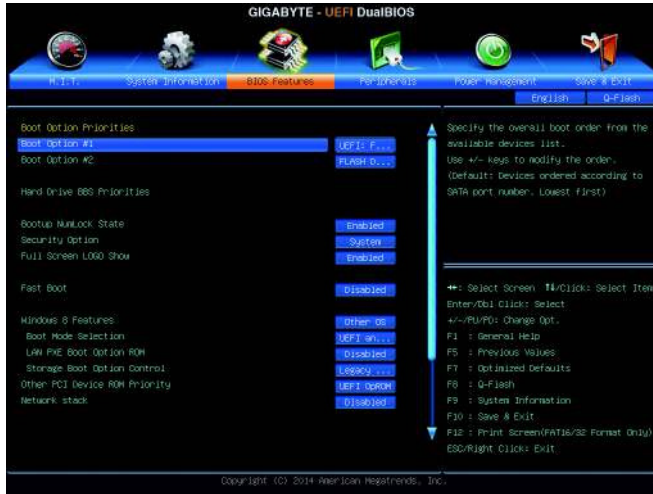 GIGABYTE - UEFI DualBIOS
M.I.T. System Information BIOS Features Peripherals Power Management Save & Exit
English Q-Flash
Boot Option Priorities
Boot Option #1 UEFI: F...
Boot Option #2 FLASH D...
Hard Drive BBS Priorities
Bootup NumLock State Enabled
Security Option System
Full Screen LOGO Show Enabled
Fast Boot Disabled
Windows 8 Features Other OS
Boot Mode Selection UEFI an...
LAN PXE Boot Option ROM Disabled
Storage Boot Option Control Legacy ...
Other PCI Device ROM Priority UEFI OpROM
Network stack Disabled
Specify the overall boot order from the
available devices list.
Use +/- keys to modify the order.
(Default: Devices ordered according to
SATA port number. Lowest first)
↔: Select Screen ↑↓/Click: Select Item
Enter/Dbl Click: Select
+/-/PU/PD: Change Opt.
F1 : General Help
F5 : Previous Values
F7 : Optimized Defaults
F8 : Q-Flash
F9 : System Information
F10 : Save & Exit
F12 : Print Screen(FAT16/32 Format Only)
ESC/Right Click: Exit
Copyright (C) 2014 American Megatrends, Inc.